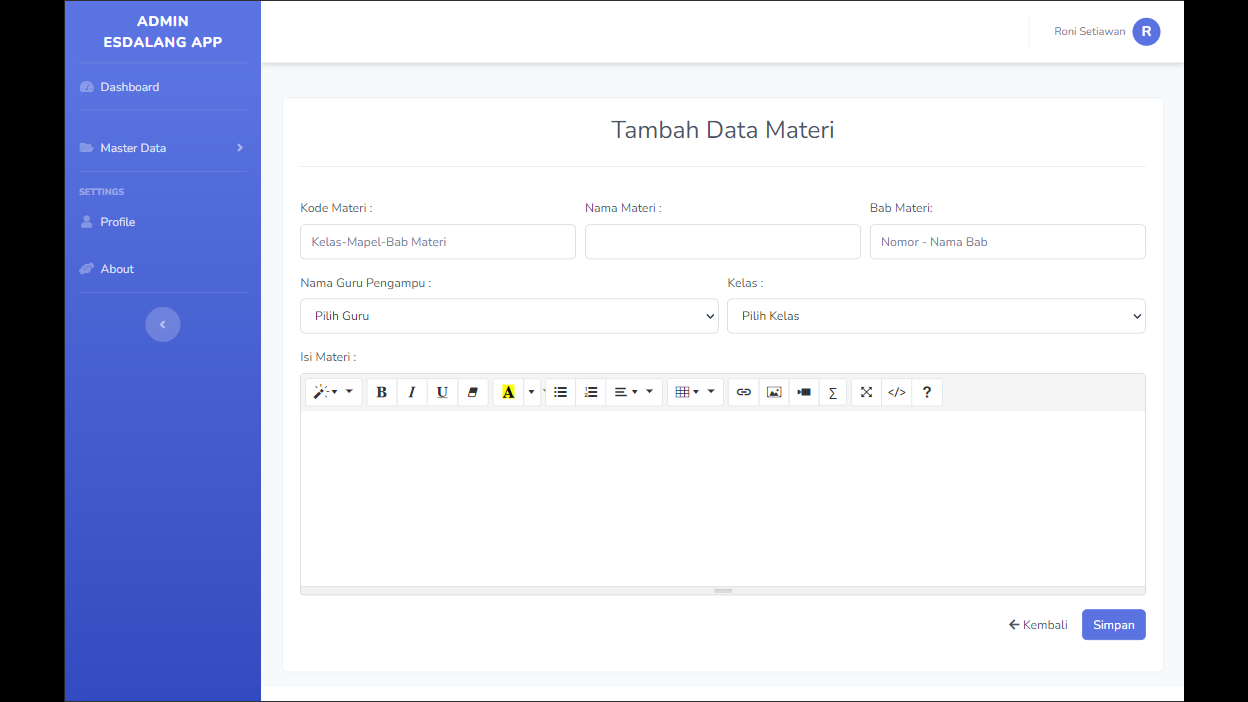 ADMIN
ESDALANG APP
Dashboard
Master Data
SETTINGS
Profile
About
Roni Setiawan R
Tambah Data Materi
Kode Materi : Nama Materi : Bab Materi:
Kelas-Mapel-Bab Materi Nomor - Nama Bab
Nama Guru Pengampu : Kelas :
Pilih Guru Pilih Kelas
Isi Materi :
B I U A </> ?
Kembali Simpan